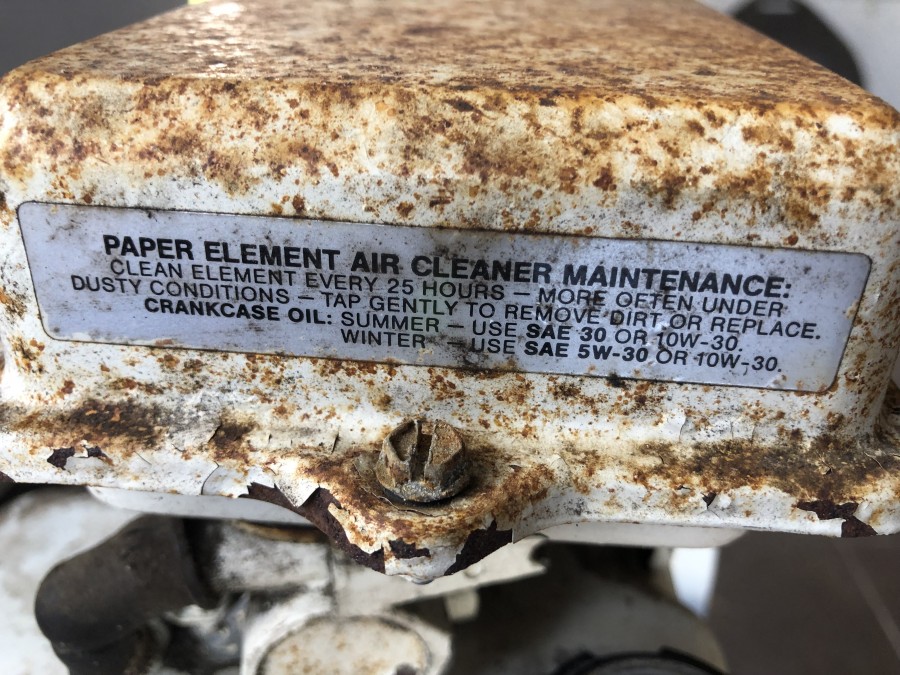 PAPER ELEMENT AIR CLEANER MAINTENANCE:
CLEAN ELEMENT EVERY 25 HOURS — MORE OFTEN UNDER
DUSTY CONDITIONS — TAP GENTLY TO REMOVE DIRT OR REPLACE.
CRANKCASE OIL: SUMMER — USE SAE 30 OR 10W-30.
WINTER — USE SAE 5W-30 OR 10W-30.